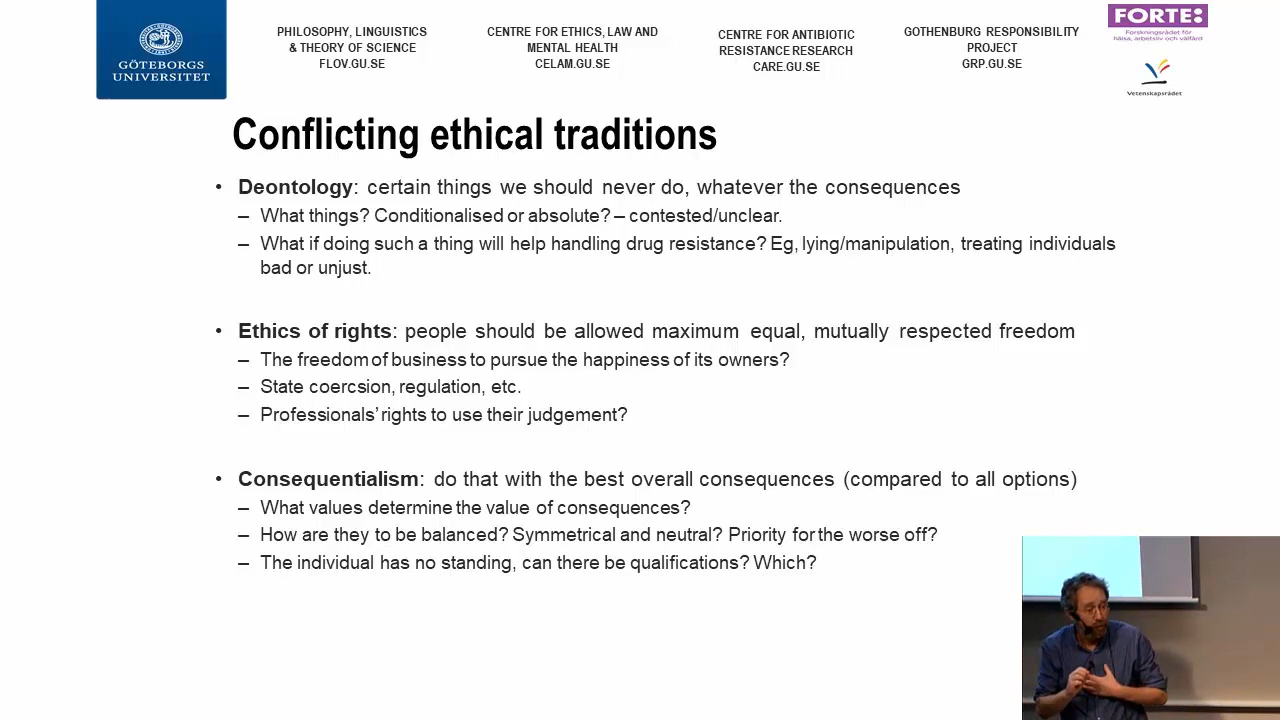 GÖTEBORGS
UNIVERSITET
PHILOSOPHY, LINGUISTICS
& THEORY OF SCIENCE
FLOV.GU.SE
CENTRE FOR ETHICS, LAW AND
MENTAL HEALTH
CELAM.GU.SE
CENTRE FOR ANTIBIOTIC
RESISTANCE RESEARCH
CARE.GU.SE
GOTHENBURG RESPONSIBILITY
PROJECT
GRP.GU.SE
FORTE:
Forskningsrådet för
hälsa, arbetsliv och välfärd
Vetenskapsrådet
Conflicting ethical traditions
• Deontology: certain things we should never do, whatever the consequences
– What things? Conditionalised or absolute? – contested/unclear.
– What if doing such a thing will help handling drug resistance? Eg, lying/manipulation, treating individuals
bad or unjust.
• Ethics of rights: people should be allowed maximum equal, mutually respected freedom
– The freedom of business to pursue the happiness of its owners?
– State coercsion, regulation, etc.
– Professionals' rights to use their judgement?
• Consequentialism: do that with the best overall consequences (compared to all options)
– What values determine the value of consequences?
– How are they to be balanced? Symmetrical and neutral? Priority for the worse off?
– The individual has no standing, can there be qualifications? Which?